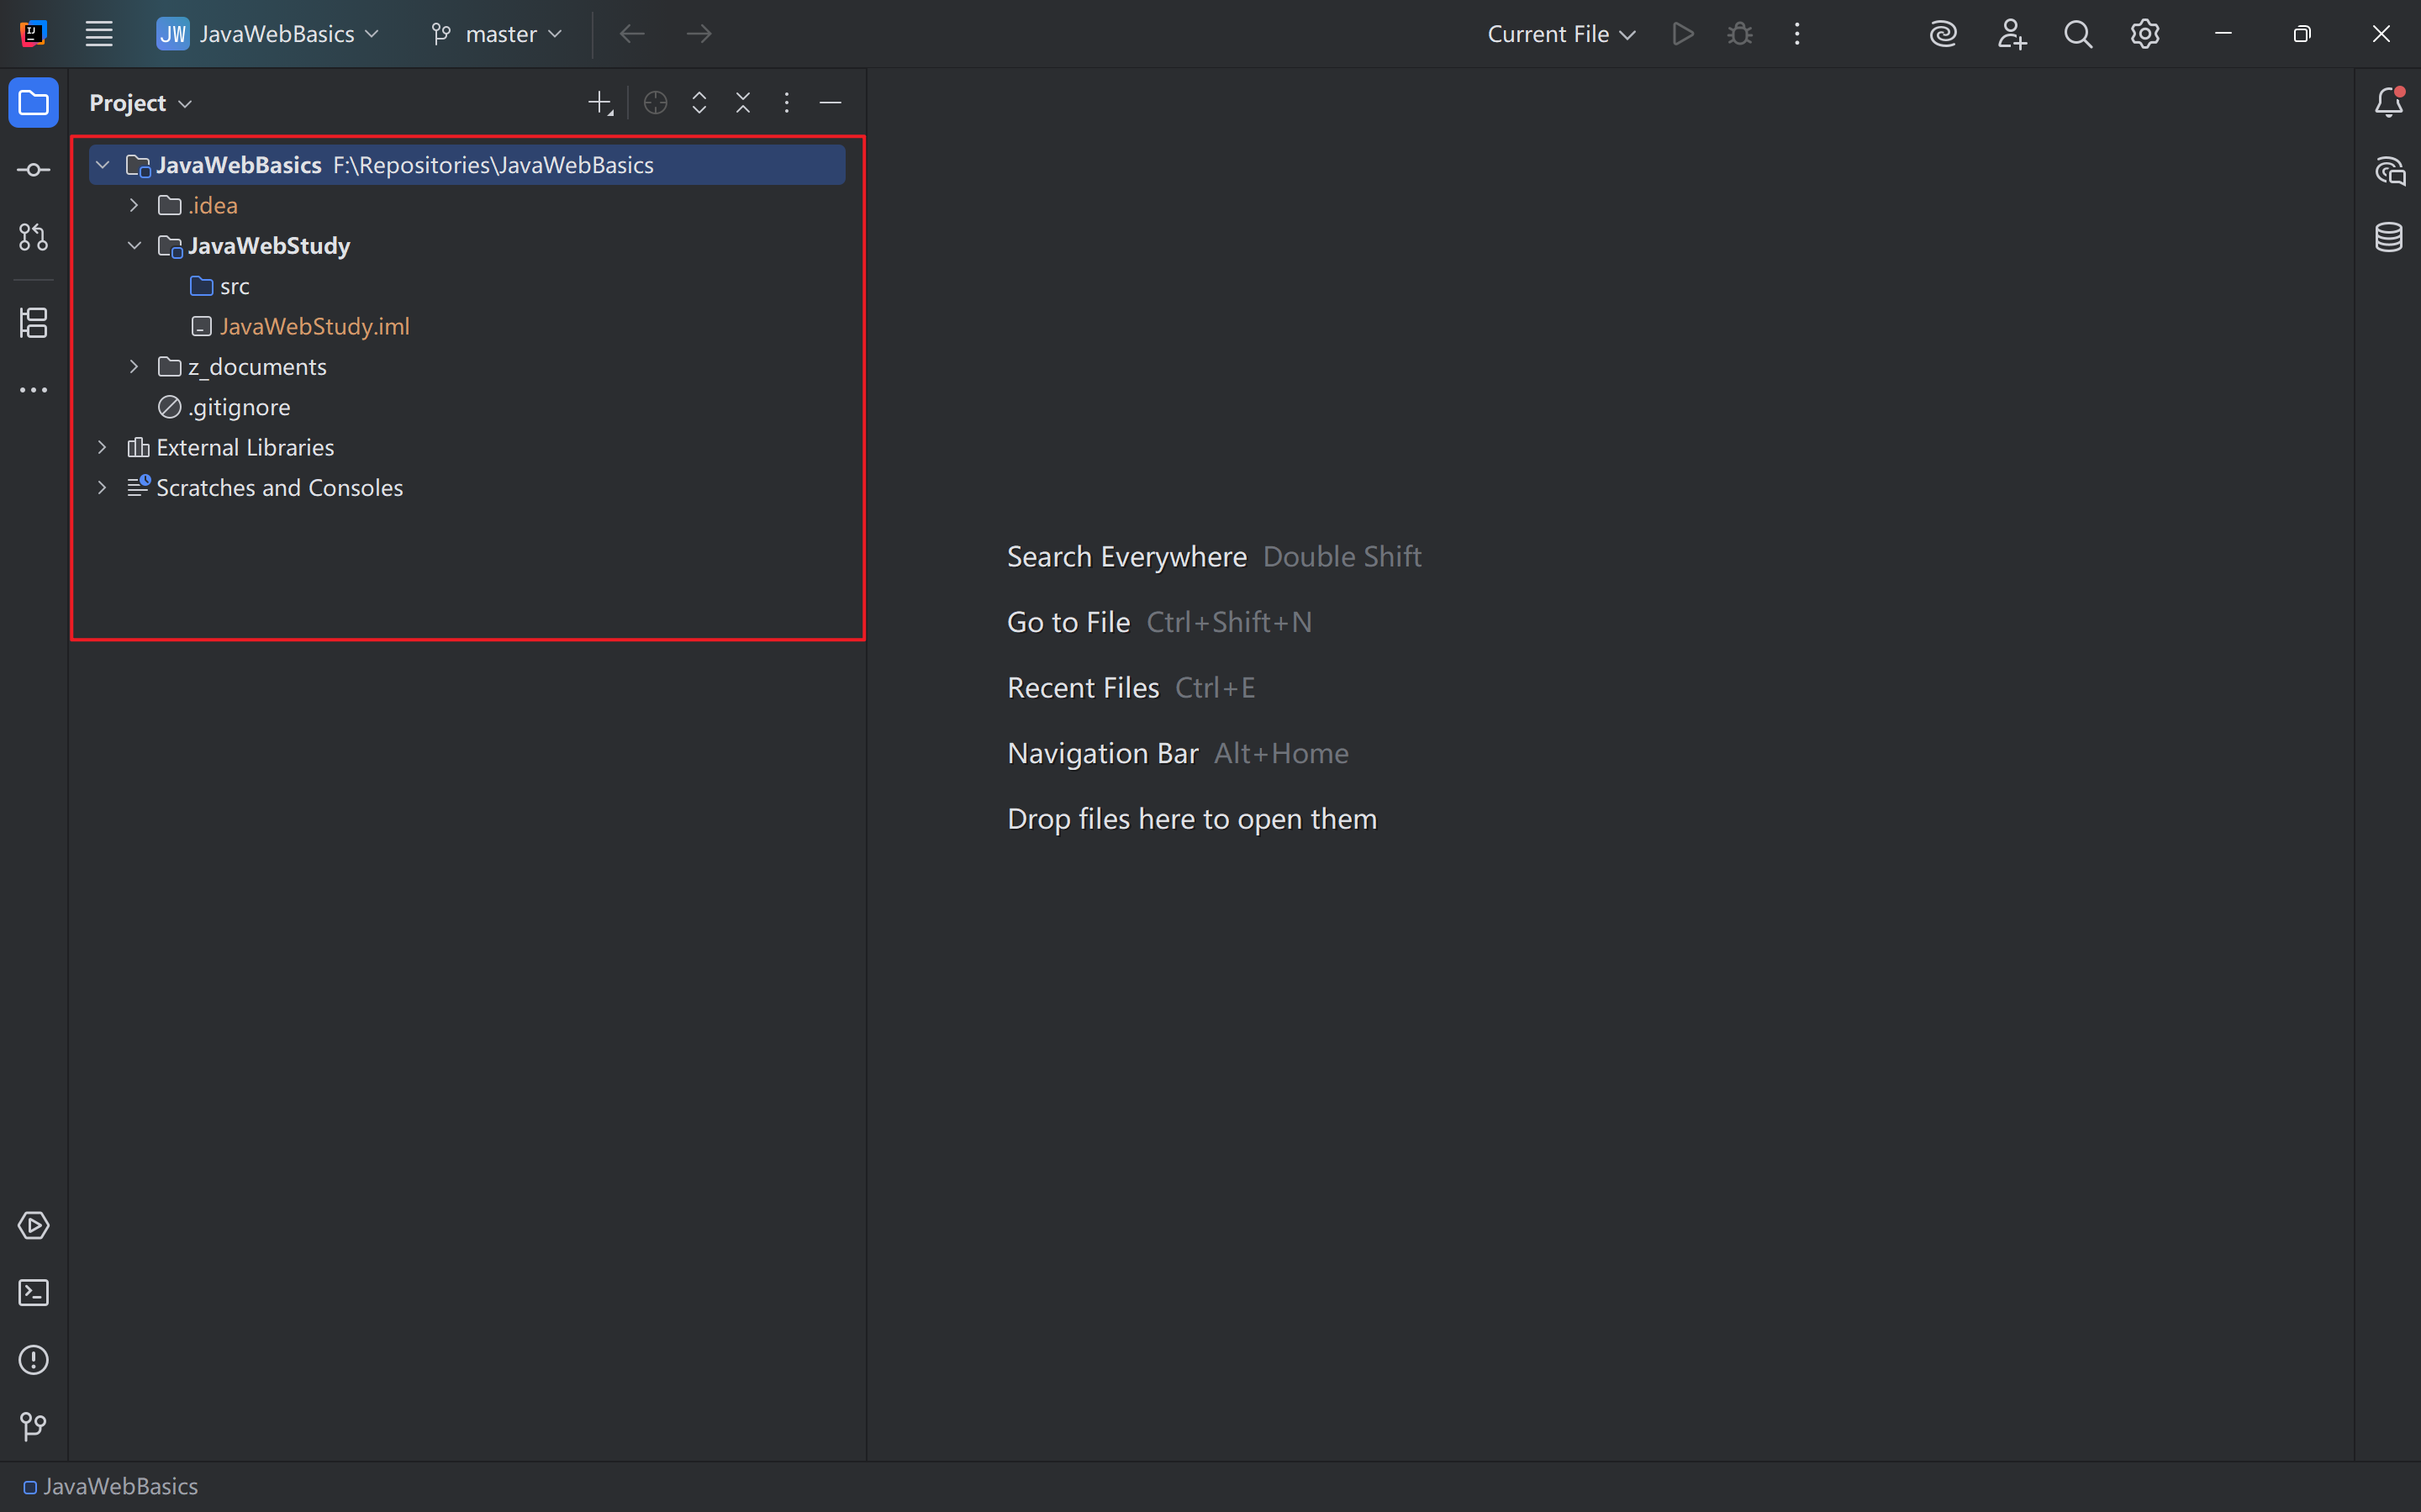 JW JavaWebBasics master Current File
Project
JavaWebBasics F:\Repositories\JavaWebBasics
.idea
JavaWebStudy
src
JavaWebStudy.iml
z_documents
.gitignore
External Libraries
Scratches and Consoles
Search Everywhere Double Shift
Go to File Ctrl+Shift+N
Recent Files Ctrl+E
Navigation Bar Alt+Home
Drop files here to open them
JavaWebBasics